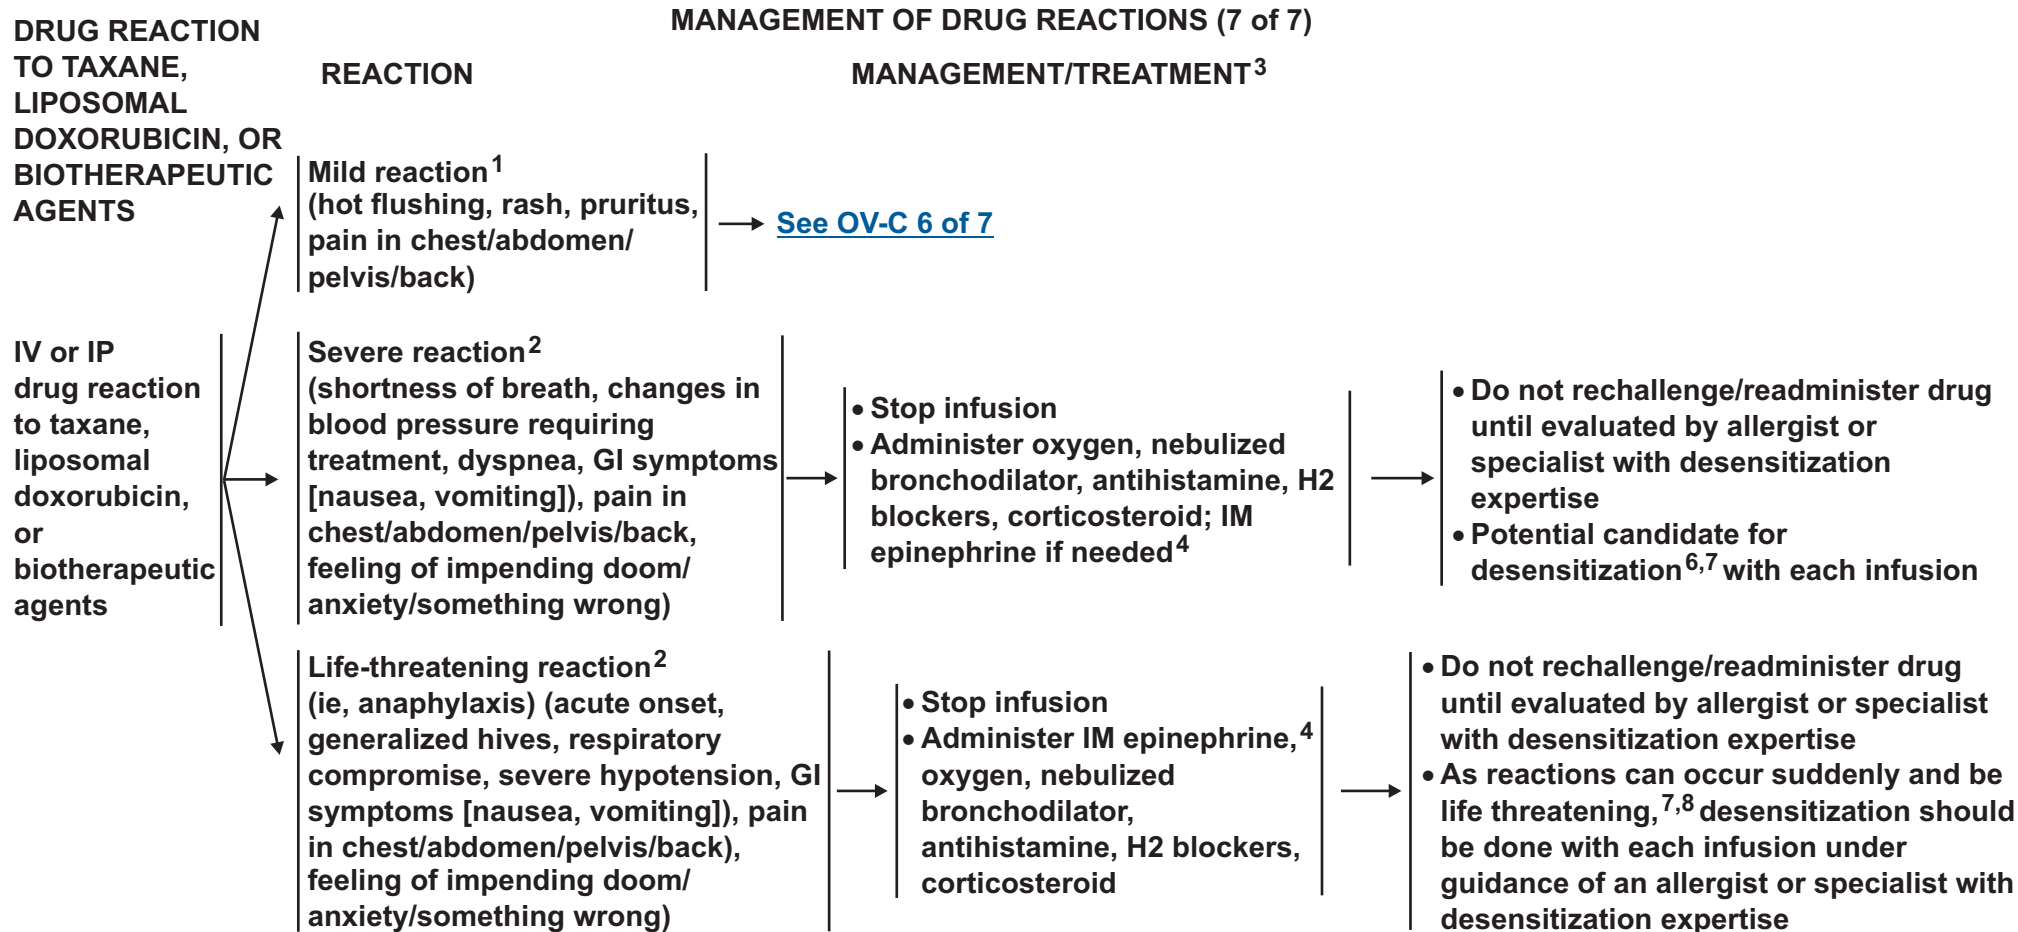 MANAGEMENT OF DRUG REACTIONS (7 of 7)
DRUG REACTION
TO TAXANE,
LIPOSOMAL
DOXORUBICIN, OR
BIOTHERAPEUTIC
AGENTS
REACTION
MANAGEMENT/TREATMENT3
IV or IP
drug reaction
to taxane,
liposomal
doxorubicin,
or
biotherapeutic
agents
Mild reaction1
(hot flushing, rash, pruritus,
pain in chest/abdomen/
pelvis/back)
See OV-C 6 of 7
Severe reaction2
(shortness of breath, changes in
blood pressure requiring
treatment, dyspnea, GI symptoms
[nausea, vomiting]), pain in
chest/abdomen/pelvis/back,
feeling of impending doom/
anxiety/something wrong)
• Stop infusion
• Administer oxygen, nebulized
bronchodilator, antihistamine, H2
blockers, corticosteroid; IM
epinephrine if needed4
• Do not rechallenge/readminister drug
until evaluated by allergist or
specialist with desensitization
expertise
• Potential candidate for
desensitization6,7 with each infusion
Life-threatening reaction2
(ie, anaphylaxis) (acute onset,
generalized hives, respiratory
compromise, severe hypotension, GI
symptoms [nausea, vomiting]), pain
in chest/abdomen/pelvis/back),
feeling of impending doom/
anxiety/something wrong)
• Stop infusion
• Administer IM epinephrine,4
oxygen, nebulized
bronchodilator,
antihistamine, H2 blockers,
corticosteroid
• Do not rechallenge/readminister drug
until evaluated by allergist or specialist
with desensitization expertise
• As reactions can occur suddenly and be
life threatening,7,8 desensitization should
be done with each infusion under
guidance of an allergist or specialist with
desensitization expertise